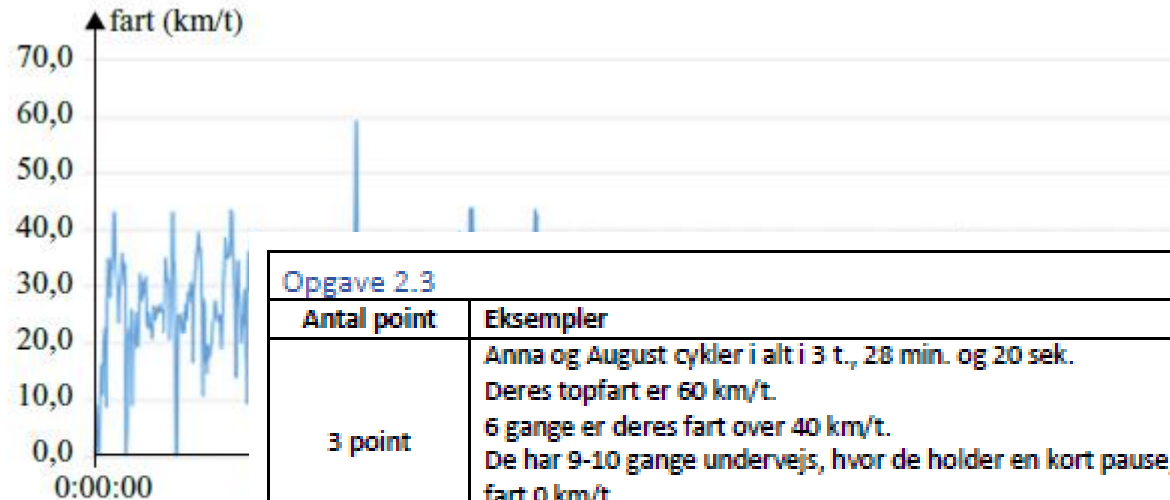 fart (km/t)
70,0
60,0
50,0
40,0
30,0
20,0
10,0
0,0
0:00:00
Opgave 2.3
Antal point
Eksempler
3 point
Anna og August cykler i alt i 3 t., 28 min. og 20 sek.
Deres topfart er 60 km/t.
6 gange er deres fart over 40 km/t.
De har 9-10 gange undervejs, hvor de holder en kort pause,
fart 0 km/t